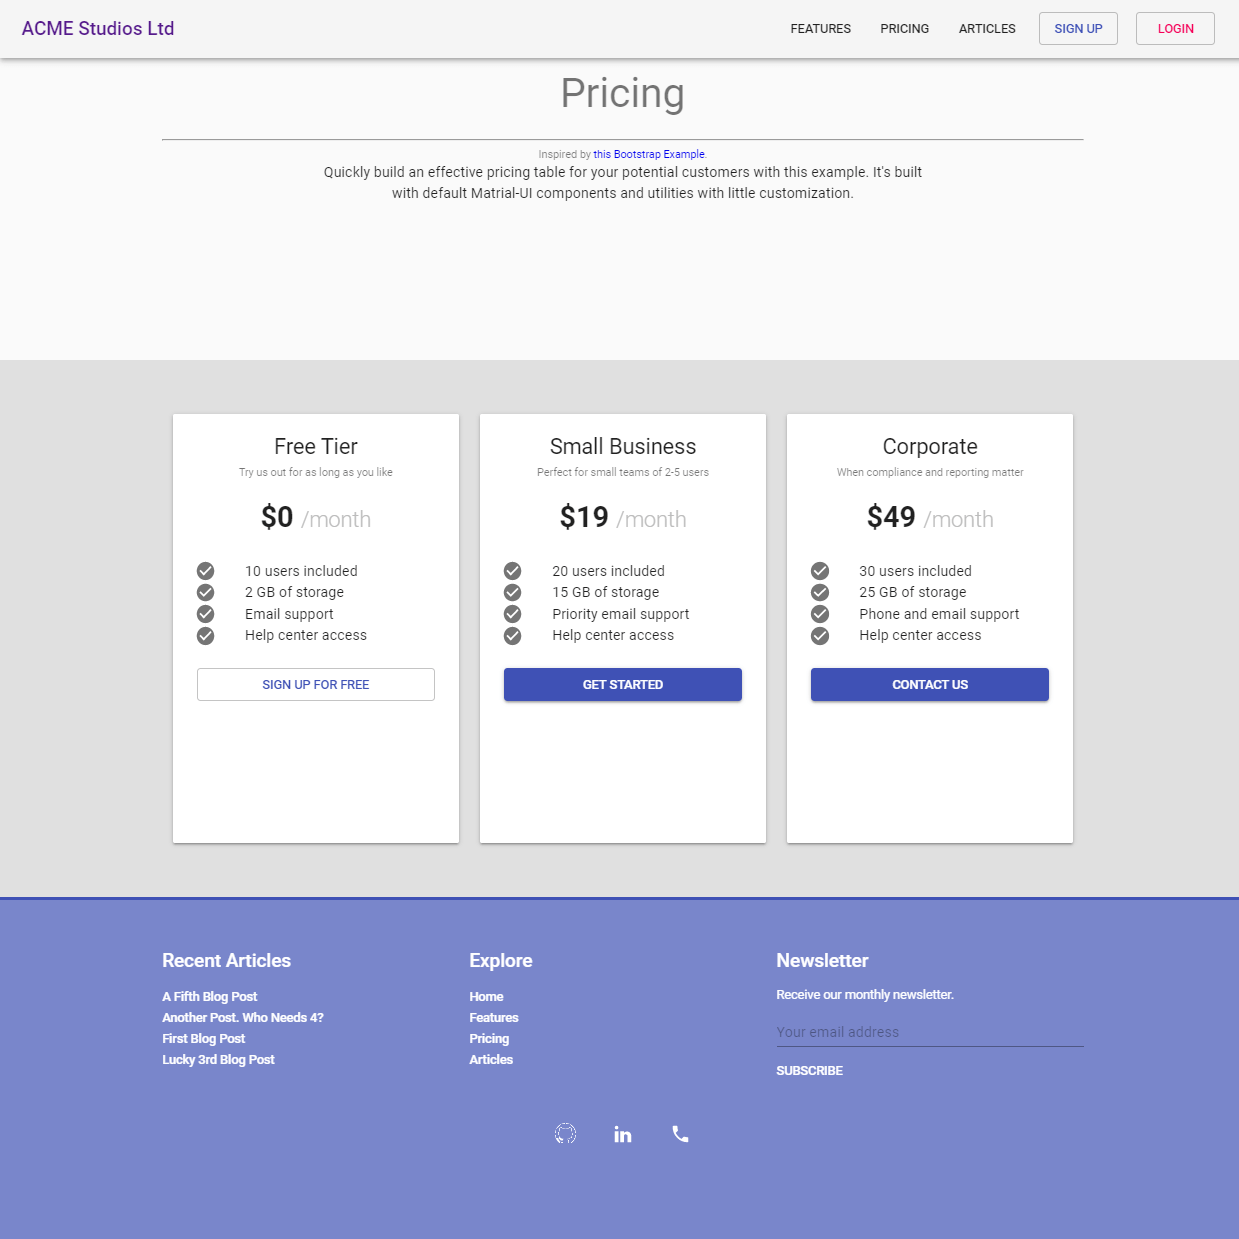 ACME Studios Ltd
FEATURES
PRICING
ARTICLES
SIGN UP
LOGIN
Pricing
Inspired by this Bootstrap Example.
Quickly build an effective pricing table for your potential customers with this example. It's built
with default Matrial-UI components and utilities with little customization.
Free Tier
Try us out for as long as you like
$0 /month
10 users included
2 GB of storage
Email support
Help center access
SIGN UP FOR FREE
Small Business
Perfect for small teams of 2-5 users
$19 /month
20 users included
15 GB of storage
Priority email support
Help center access
GET STARTED
Corporate
When compliance and reporting matter
$49 /month
30 users included
25 GB of storage
Phone and email support
Help center access
CONTACT US
Recent Articles
A Fifth Blog Post
Another Post. Who Needs 4?
First Blog Post
Lucky 3rd Blog Post
Explore
Home
Features
Pricing
Articles
Newsletter
Receive our monthly newsletter.
Your email address
SUBSCRIBE
in